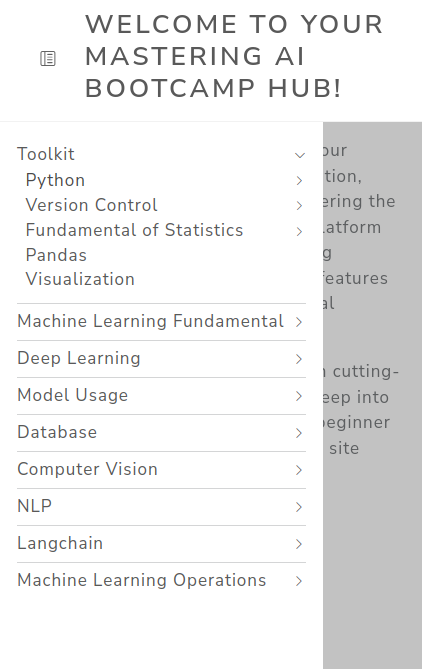 WELCOME TO YOUR
MASTERING AI
BOOTCAMP HUB!
Toolkit
Python
Version Control
Fundamental of Statistics
Pandas
Visualization
Machine Learning Fundamental
Deep Learning
Model Usage
Database
Computer Vision
NLP
Langchain
Machine Learning Operations
our
tion,
ering the
latform
g
features
al
cutting-
eep into
beginner
site